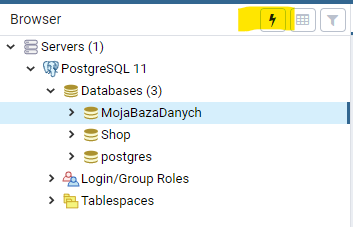 Browser
Servers (1)
PostgreSQL 11
Databases (3)
MojaBazaDanych
Shop
postgres
Login/Group Roles
Tablespaces